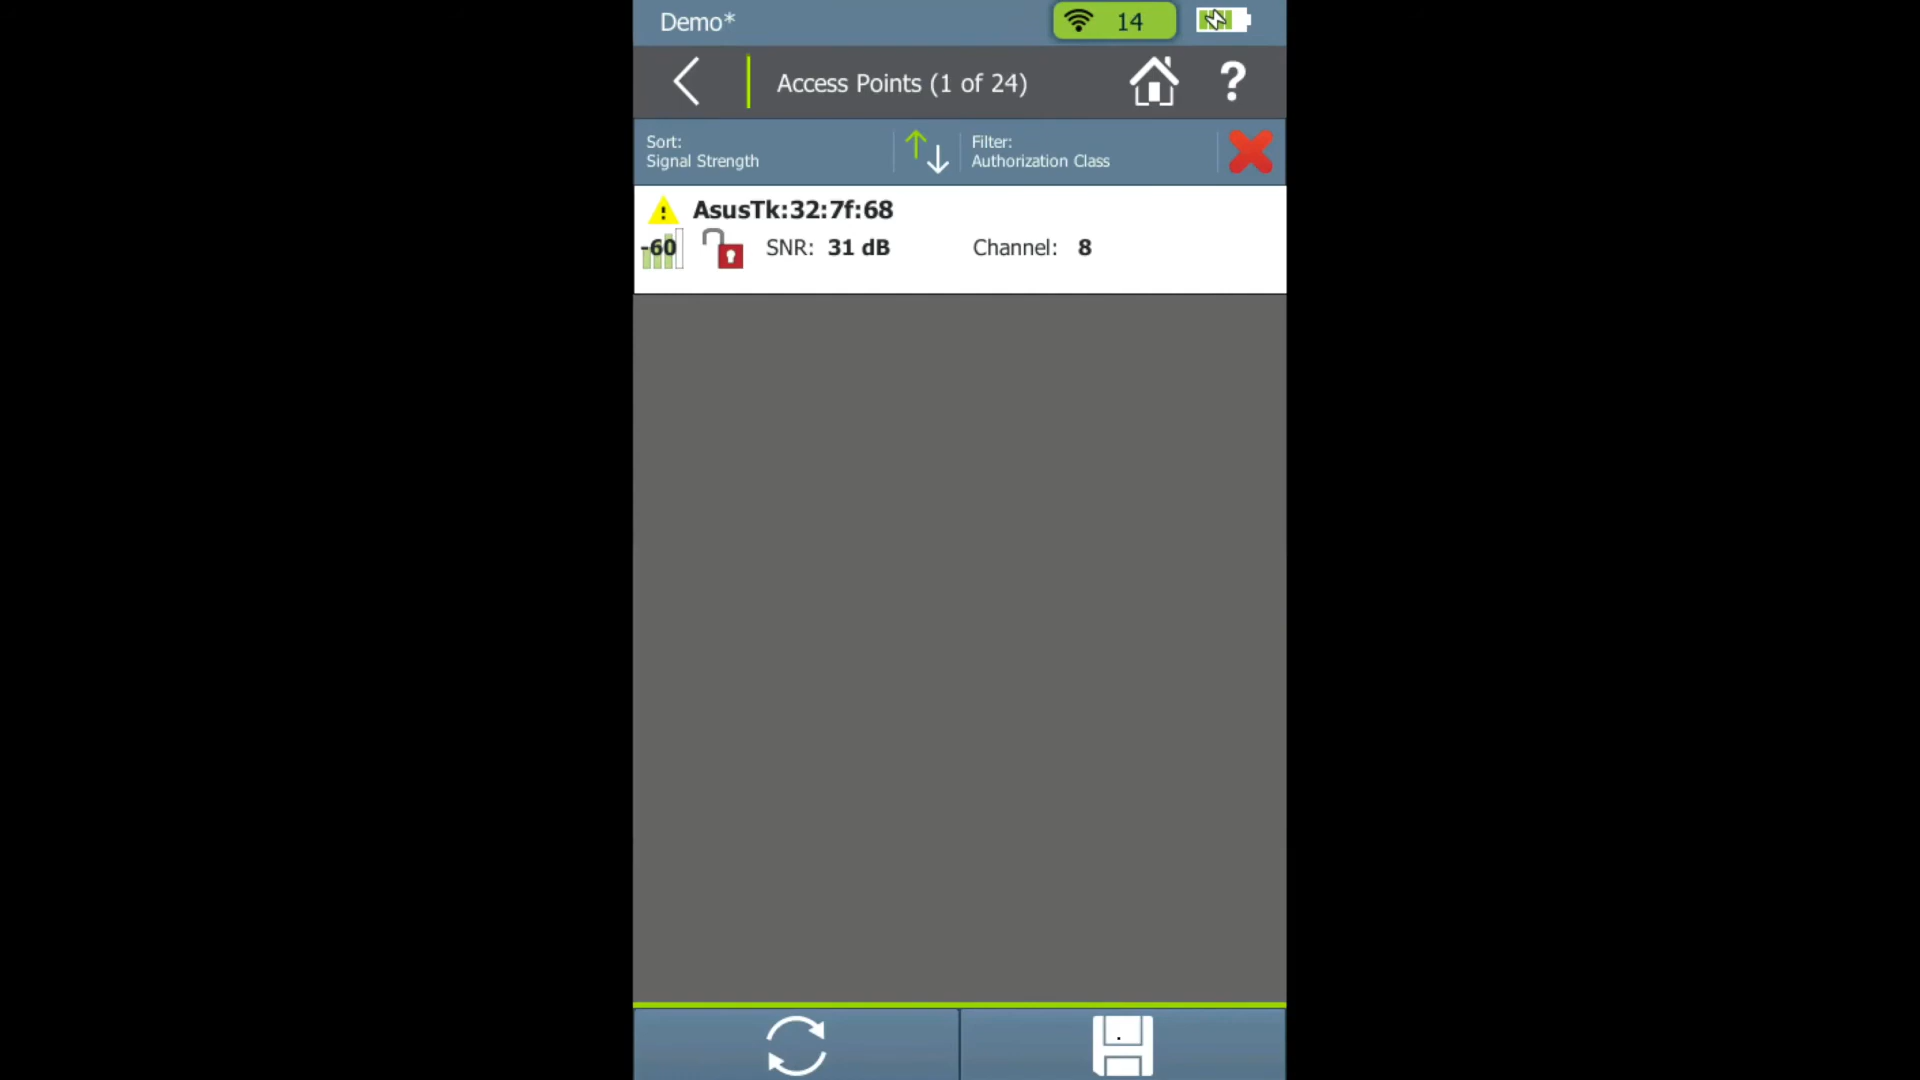 Demo*
14
Access Points (1 of 24)
?
Sort:
Signal Strength
Filter:
Authorization Class
AsusTk:32:7f:68
-60
SNR: 31 dB
Channel: 8